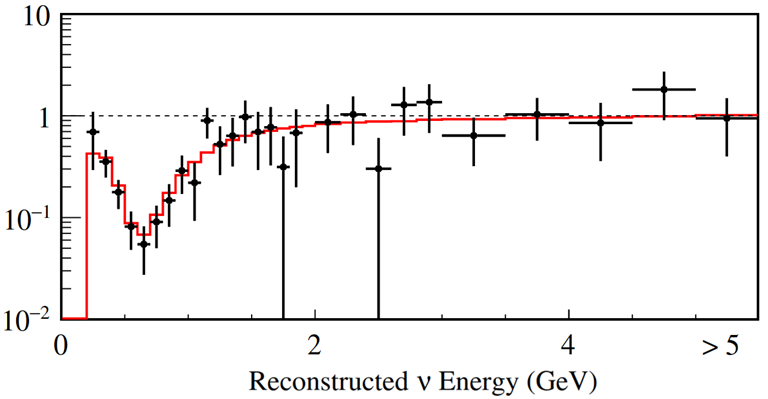 10
1
10⁻¹
10⁻²
0 2 4 > 5
Reconstructed ν Energy (GeV)